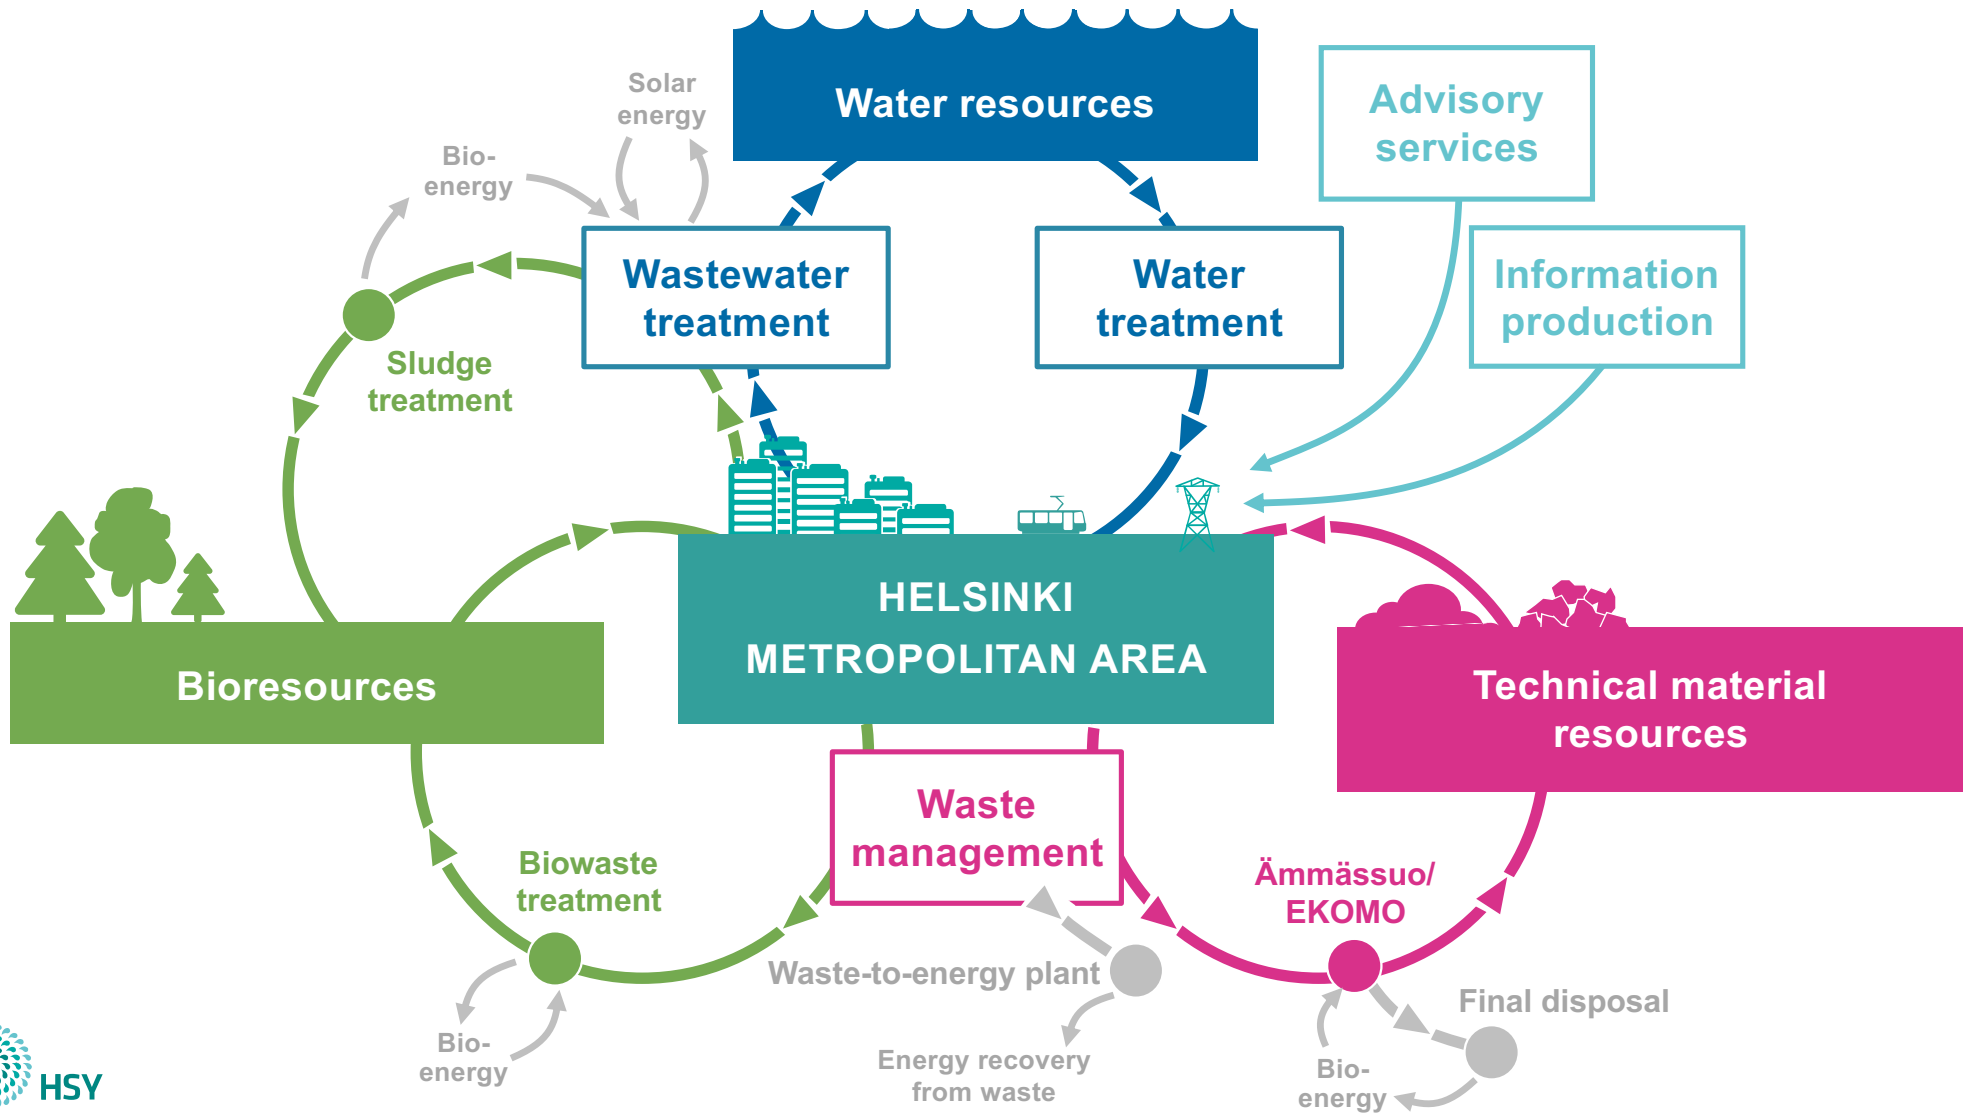 Water resources
Advisory
services
Solar
energy
Bio-
energy
Wastewater
treatment
Water
treatment
Information
production
Sludge
treatment
HELSINKI
METROPOLITAN AREA
Bioresources
Technical material
resources
Waste
management
Biowaste
treatment
Ämmässuo/
EKOMO
Waste-to-energy plant
Final disposal
Bio-
energy
Energy recovery
from waste
Bio-
energy
HSY